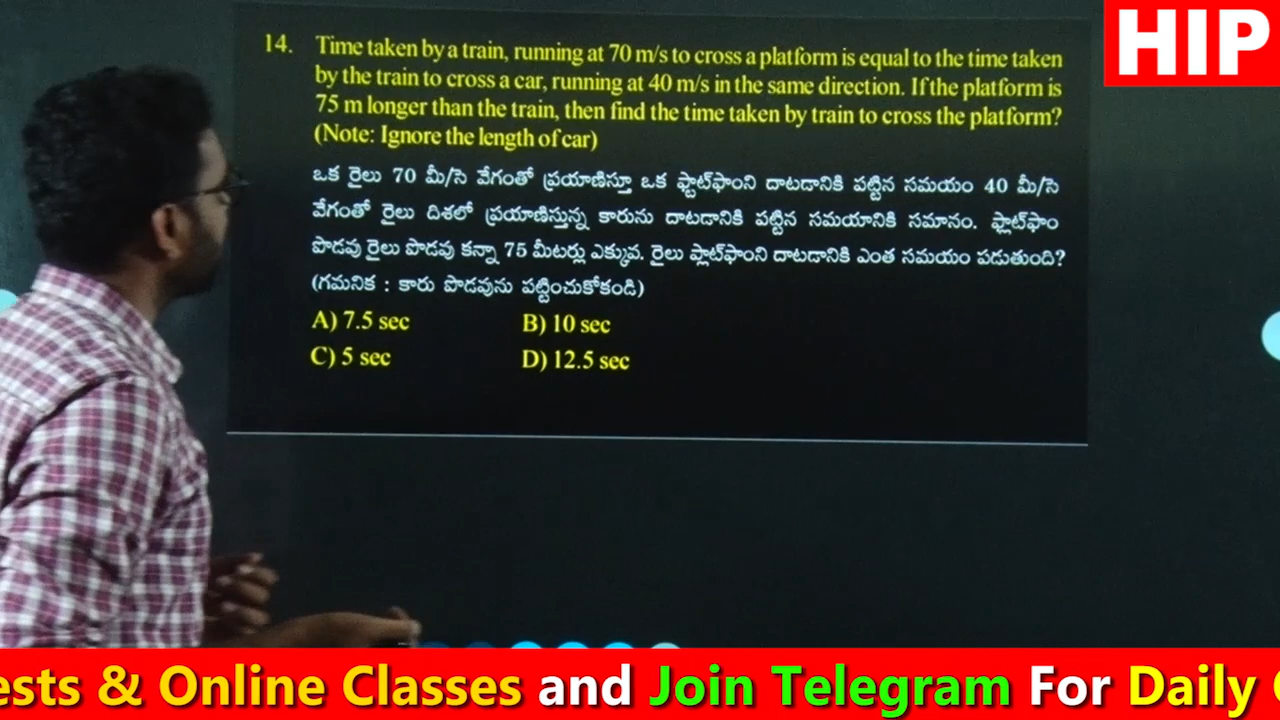 HIP
14. Time taken by a train, running at 70 m/s to cross a platform is equal to the time taken
by the train to cross a car, running at 40 m/s in the same direction. If the platform is
75 m longer than the train, then find the time taken by train to cross the platform?
(Note: Ignore the length of car)
ఒక రైలు 70 మీ/సె వేగంతో ప్రయాణిస్తూ ఒక ఫ్లాట్‌ఫాంని దాటడానికి పట్టిన సమయం 40 మీ/సె
వేగంతో రైలు దిశలో ప్రయాణిస్తున్న కారును దాటడానికి పట్టిన సమయానికి సమానం. ఫ్లాట్‌ఫాం
పొడవు రైలు పొడవు కన్నా 75 మీటర్లు ఎక్కువ. రైలు ప్లాట్‌ఫాంని దాటడానికి ఎంత సమయం పడుతుంది?
(గమనిక : కారు పొడవును పట్టించుకోకండి)
A) 7.5 sec B) 10 sec
C) 5 sec D) 12.5 sec
ests & Online Classes and Join Telegram For Daily